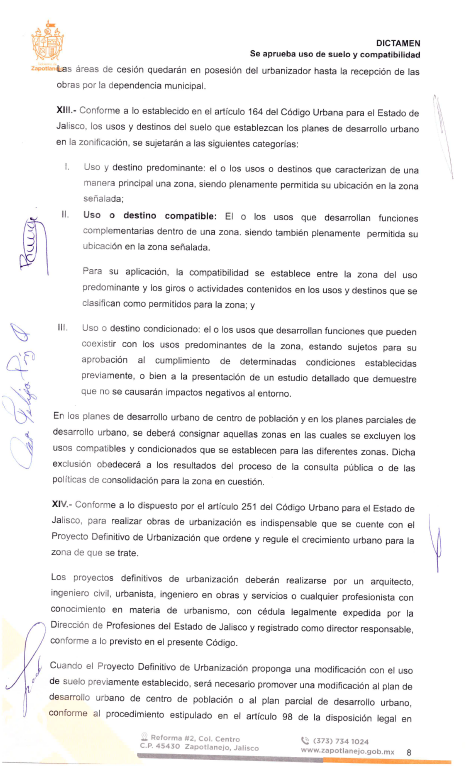 Zapotlanejo
DICTAMEN
Se aprueba uso de suelo y compatibilidad
Las áreas de cesión quedarán en posesión del urbanizador hasta la recepción de las
obras por la dependencia municipal.
XIII.- Conforme a lo establecido en el artículo 164 del Código Urbana para el Estado de
Jalisco, los usos y destinos del suelo que establezcan los planes de desarrollo urbano
en la zonificación, se sujetarán a las siguientes categorías:
I. Uso y destino predominante: el o los usos o destinos que caracterizan de una
manera principal una zona, siendo plenamente permitida su ubicación en la zona
señalada;
II. Uso o destino compatible: El o los usos que desarrollan funciones
complementarias dentro de una zona. siendo también plenamente permitida su
ubicación en la zona señalada.
Para su aplicación, la compatibilidad se establece entre la zona del uso
predominante y los giros o actividades contenidos en los usos y destinos que se
clasifican como permitidos para la zona; y
III. Uso o destino condicionado: el o los usos que desarrollan funciones que pueden
coexistir con los usos predominantes de la zona, estando sujetos para su
aprobación al cumplimiento de determinadas condiciones establecidas
previamente, o bien a la presentación de un estudio detallado que demuestre
que no se causarán impactos negativos al entorno.
En los planes de desarrollo urbano de centro de población y en los planes parciales de
desarrollo urbano, se deberá consignar aquellas zonas en las cuales se excluyen los
usos compatibles y condicionados que se establecen para las diferentes zonas. Dicha
exclusión obedecerá a los resultados del proceso de la consulta pública o de las
políticas de consolidación para la zona en cuestión.
XIV.- Conforme a lo dispuesto por el artículo 251 del Código Urbano para el Estado de
Jalisco, para realizar obras de urbanización es indispensable que se cuente con el
Proyecto Definitivo de Urbanización que ordene y regule el crecimiento urbano para la
zona de que se trate.
Los proyectos definitivos de urbanización deberán realizarse por un arquitecto,
ingeniero civil, urbanista, ingeniero en obras y servicios o cualquier profesionista con
conocimiento en materia de urbanismo, con cédula legalmente expedida por la
Dirección de Profesiones del Estado de Jalisco y registrado como director responsable,
conforme a lo previsto en el presente Código.
Cuando el Proyecto Definitivo de Urbanización proponga una modificación con el uso
de suelo previamente establecido, será necesario promover una modificación al plan de
desarrollo urbano de centro de población o al plan parcial de desarrollo urbano,
conforme al procedimiento estipulado en el artículo 98 de la disposición legal en
Reforma #2, Col. Centro
C.P. 45430 Zapotlanejo, Jalisco
(373) 734 1024
www.zapotlanejo.gob.mx
8